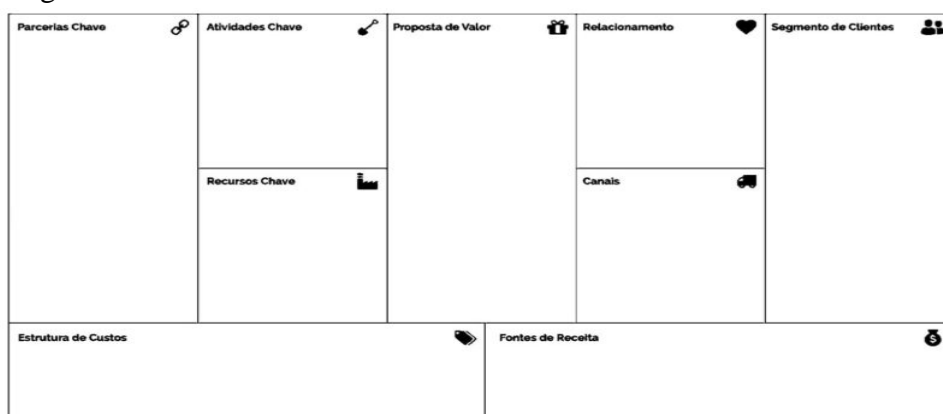 Parcerias Chave
Atividades Chave
Proposta de Valor
Relacionamento
Segmento de Clientes
Recursos Chave
Canais
Estrutura de Custos
Fontes de Receita
$